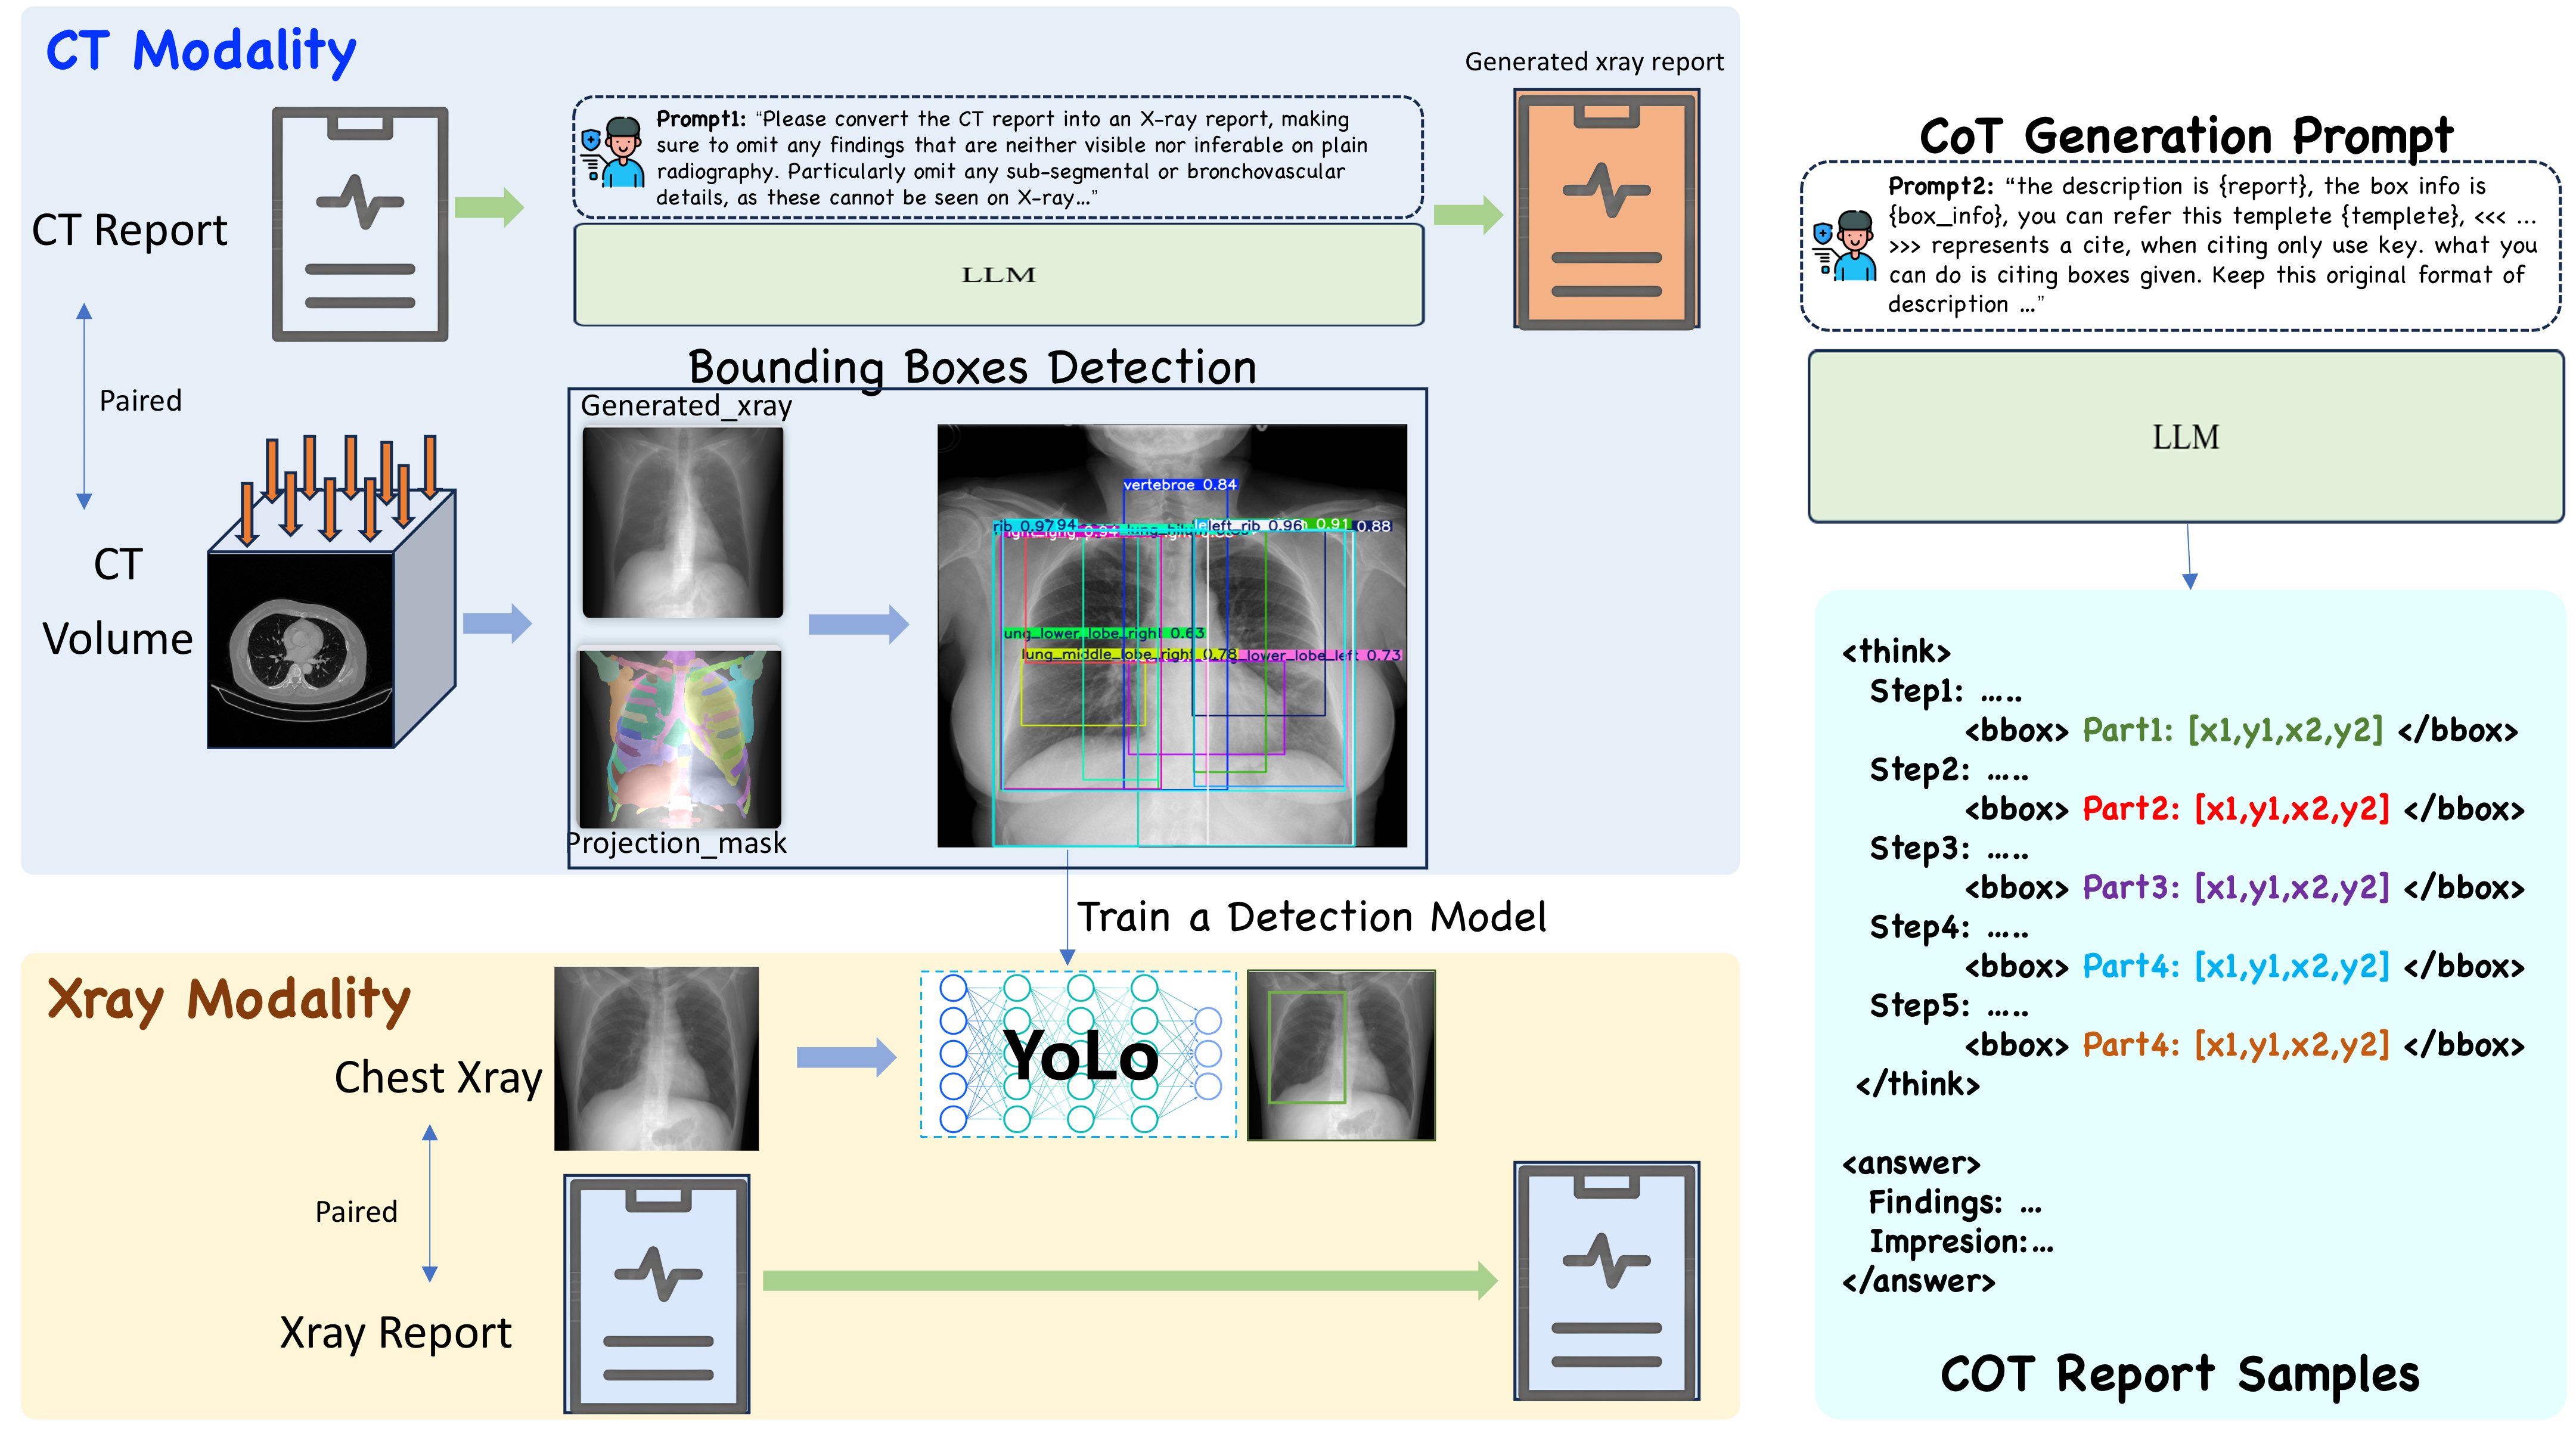 CT Modality
Generated xray report
Prompt1: “Please convert the CT report into an X-ray report, making
sure to omit any findings that are neither visible nor inferable on plain
radiography. Particularly omit any sub-segmental or bronchovascular
details, as these cannot be seen on X-ray…”
CT Report
LLM
Paired
Bounding Boxes Detection
Generated_xray
vertebrae 0.84
rib 0.97
94
left_rib 0.96
0.91
0.88
ung_lower_lobe_right 0.63
lung_middle_lobe_right 0.78
_lower_lobe_left 0.73
CT
Volume
Projection_mask
Train a Detection Model
Xray Modality
Chest Xray
YoLo
Paired
Xray Report
CoT Generation Prompt
Prompt2: “the description is {report}, the box info is
{box_info}, you can refer this templete {templete}, <<< …
>>> represents a cite, when citing only use key. what you
can do is citing boxes given. Keep this original format of
description …”
LLM
<think>
Step1: …..
<bbox> Part1: [x1,y1,x2,y2] </bbox>
Step2: …..
<bbox> Part2: [x1,y1,x2,y2] </bbox>
Step3: …..
<bbox> Part3: [x1,y1,x2,y2] </bbox>
Step4: …..
<bbox> Part4: [x1,y1,x2,y2] </bbox>
Step5: …..
<bbox> Part4: [x1,y1,x2,y2] </bbox>
</think>
<answer>
Findings: …
Impresion:…
</answer>
COT Report Samples